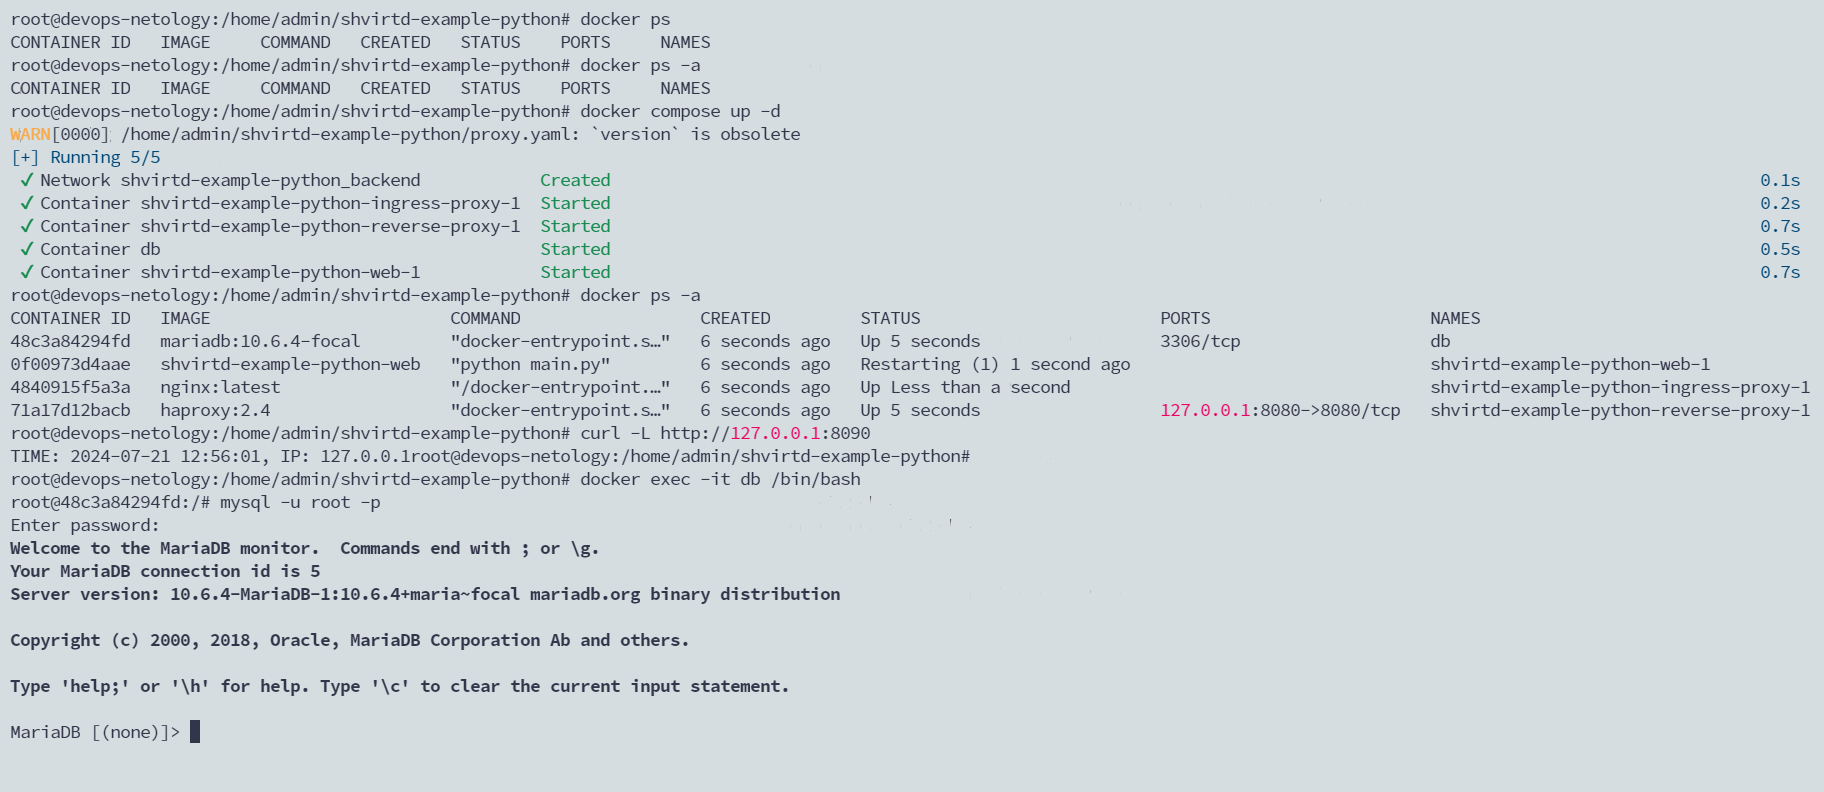 root@devops-netology:/home/admin/shvirtd-example-python# docker ps
CONTAINER ID   IMAGE     COMMAND   CREATED   STATUS    PORTS     NAMES
root@devops-netology:/home/admin/shvirtd-example-python# docker ps -a
CONTAINER ID   IMAGE     COMMAND   CREATED   STATUS    PORTS     NAMES
root@devops-netology:/home/admin/shvirtd-example-python# docker compose up -d
WARN[0000] /home/admin/shvirtd-example-python/proxy.yaml: `version` is obsolete
[+] Running 5/5
 ✓ Network shvirtd-example-python_backend            Created 0.1s
 ✓ Container shvirtd-example-python-ingress-proxy-1  Started 0.2s
 ✓ Container shvirtd-example-python-reverse-proxy-1  Started 0.7s
 ✓ Container db                                      Started 0.5s
 ✓ Container shvirtd-example-python-web-1            Started 0.7s
root@devops-netology:/home/admin/shvirtd-example-python# docker ps -a
CONTAINER ID   IMAGE                        COMMAND                  CREATED         STATUS                        PORTS                      NAMES
48c3a84294fd   mariadb:10.6.4-focal         "docker-entrypoint.s…"   6 seconds ago   Up 5 seconds                  3306/tcp                   db
0f00973d4aae   shvirtd-example-python-web   "python main.py"         6 seconds ago   Restarting (1) 1 second ago                              shvirtd-example-python-web-1
4840915f5a3a   nginx:latest                 "/docker-entrypoint.…"   6 seconds ago   Up Less than a second                                    shvirtd-example-python-ingress-proxy-1
71a17d12bacb   haproxy:2.4                  "docker-entrypoint.s…"   6 seconds ago   Up 5 seconds                  127.0.0.1:8080->8080/tcp   shvirtd-example-python-reverse-proxy-1
root@devops-netology:/home/admin/shvirtd-example-python# curl -L http://127.0.0.1:8090
TIME: 2024-07-21 12:56:01, IP: 127.0.0.1root@devops-netology:/home/admin/shvirtd-example-python#
root@devops-netology:/home/admin/shvirtd-example-python# docker exec -it db /bin/bash
root@48c3a84294fd:/# mysql -u root -p
Enter password:
Welcome to the MariaDB monitor.  Commands end with ; or \g.
Your MariaDB connection id is 5
Server version: 10.6.4-MariaDB-1:10.6.4+maria~focal mariadb.org binary distribution
Copyright (c) 2000, 2018, Oracle, MariaDB Corporation Ab and others.
Type 'help;' or '\h' for help. Type '\c' to clear the current input statement.
MariaDB [(none)]>